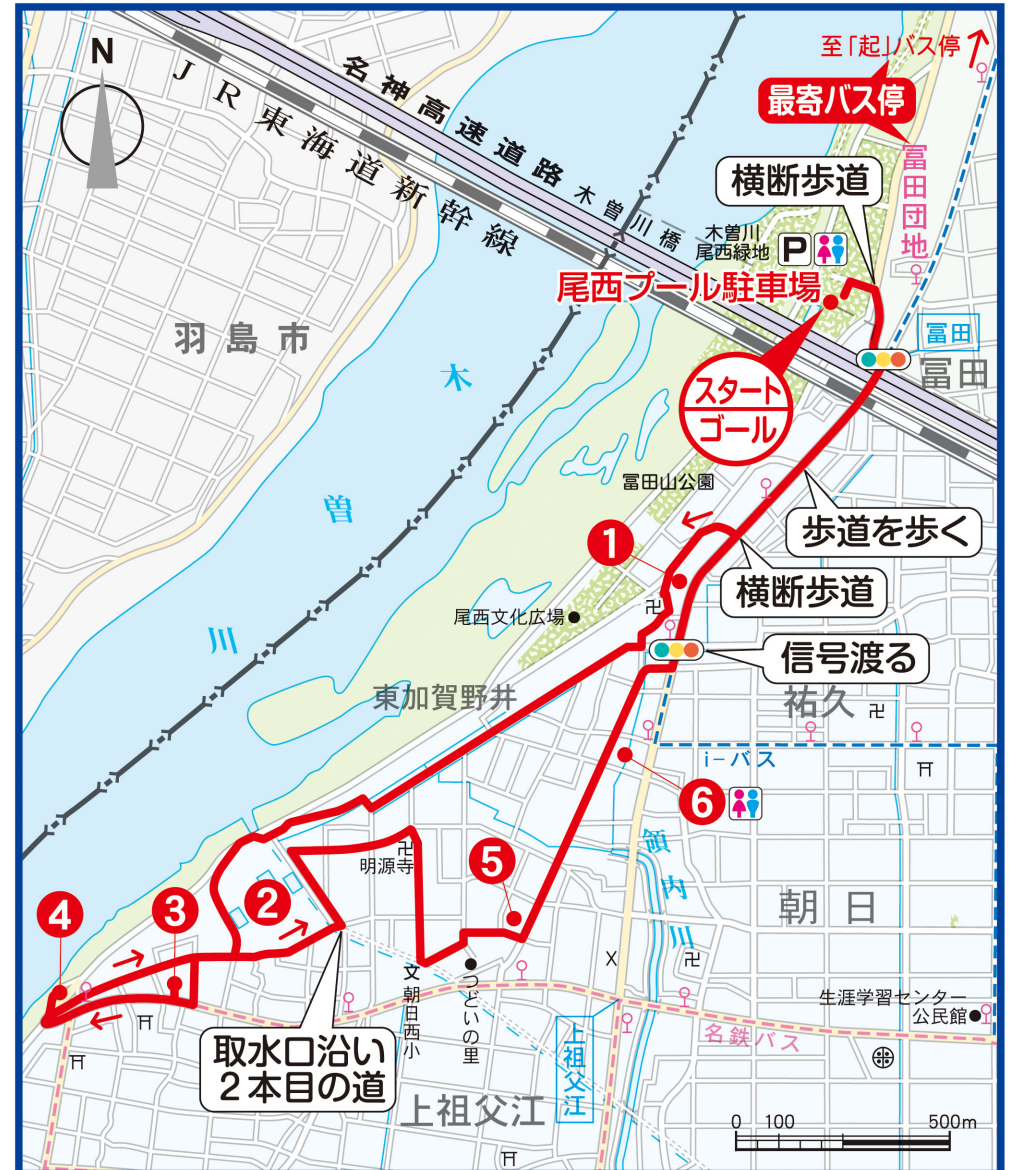 至「起」バス停
最寄バス停
N
名神高速道路
木曽川橋
JR東海道新幹線
冨田団地
横断歩道
木曽川
尾西緑地
P
尾西プール駐車場
冨田
冨田
スタート
ゴール
羽島市
木曽川
冨田山公園
歩道を歩く
1
横断歩道
尾西文化広場
信号渡る
東加賀野井
祐久
i-バス
6
領内川
明源寺
5
2
3
4
朝日
文
朝日西小
つどいの里
X
生涯学習センター
公民館
名鉄バス
取水口沿い
2本目の道
上祖父江
上祖父江
0 100 500m